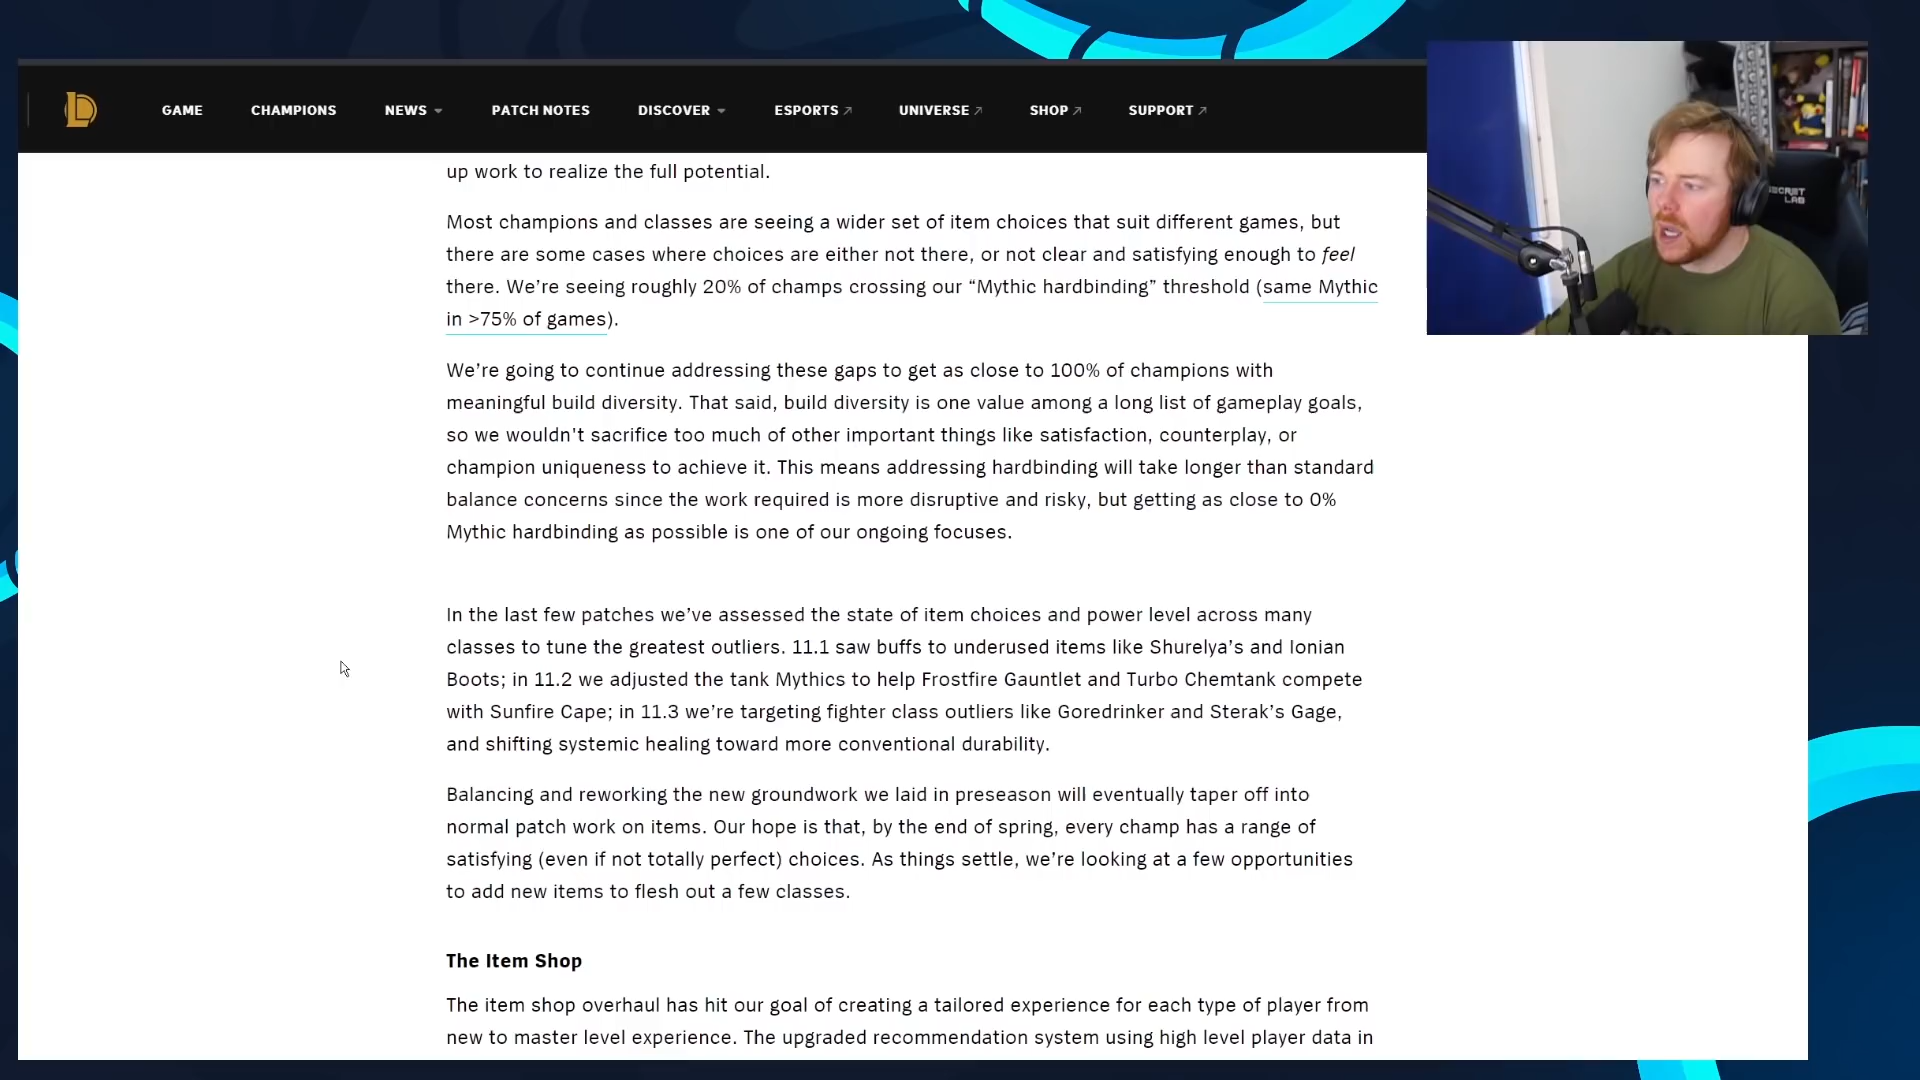 GAME CHAMPIONS NEWS PATCH NOTES DISCOVER ESPORTS UNIVERSE SHOP SUPPORT
up work to realize the full potential.
Most champions and classes are seeing a wider set of item choices that suit different games, but
there are some cases where choices are either not there, or not clear and satisfying enough to feel
there. We’re seeing roughly 20% of champs crossing our “Mythic hardbinding” threshold (same Mythic
in >75% of games).
We’re going to continue addressing these gaps to get as close to 100% of champions with
meaningful build diversity. That said, build diversity is one value among a long list of gameplay goals,
so we wouldn't sacrifice too much of other important things like satisfaction, counterplay, or
champion uniqueness to achieve it. This means addressing hardbinding will take longer than standard
balance concerns since the work required is more disruptive and risky, but getting as close to 0%
Mythic hardbinding as possible is one of our ongoing focuses.
In the last few patches we’ve assessed the state of item choices and power level across many
classes to tune the greatest outliers. 11.1 saw buffs to underused items like Shurelya’s and Ionian
Boots; in 11.2 we adjusted the tank Mythics to help Frostfire Gauntlet and Turbo Chemtank compete
with Sunfire Cape; in 11.3 we’re targeting fighter class outliers like Goredrinker and Sterak’s Gage,
and shifting systemic healing toward more conventional durability.
Balancing and reworking the new groundwork we laid in preseason will eventually taper off into
normal patch work on items. Our hope is that, by the end of spring, every champ has a range of
satisfying (even if not totally perfect) choices. As things settle, we’re looking at a few opportunities
to add new items to flesh out a few classes.
The Item Shop
The item shop overhaul has hit our goal of creating a tailored experience for each type of player from
new to master level experience. The upgraded recommendation system using high level player data in
SECRET
LAB